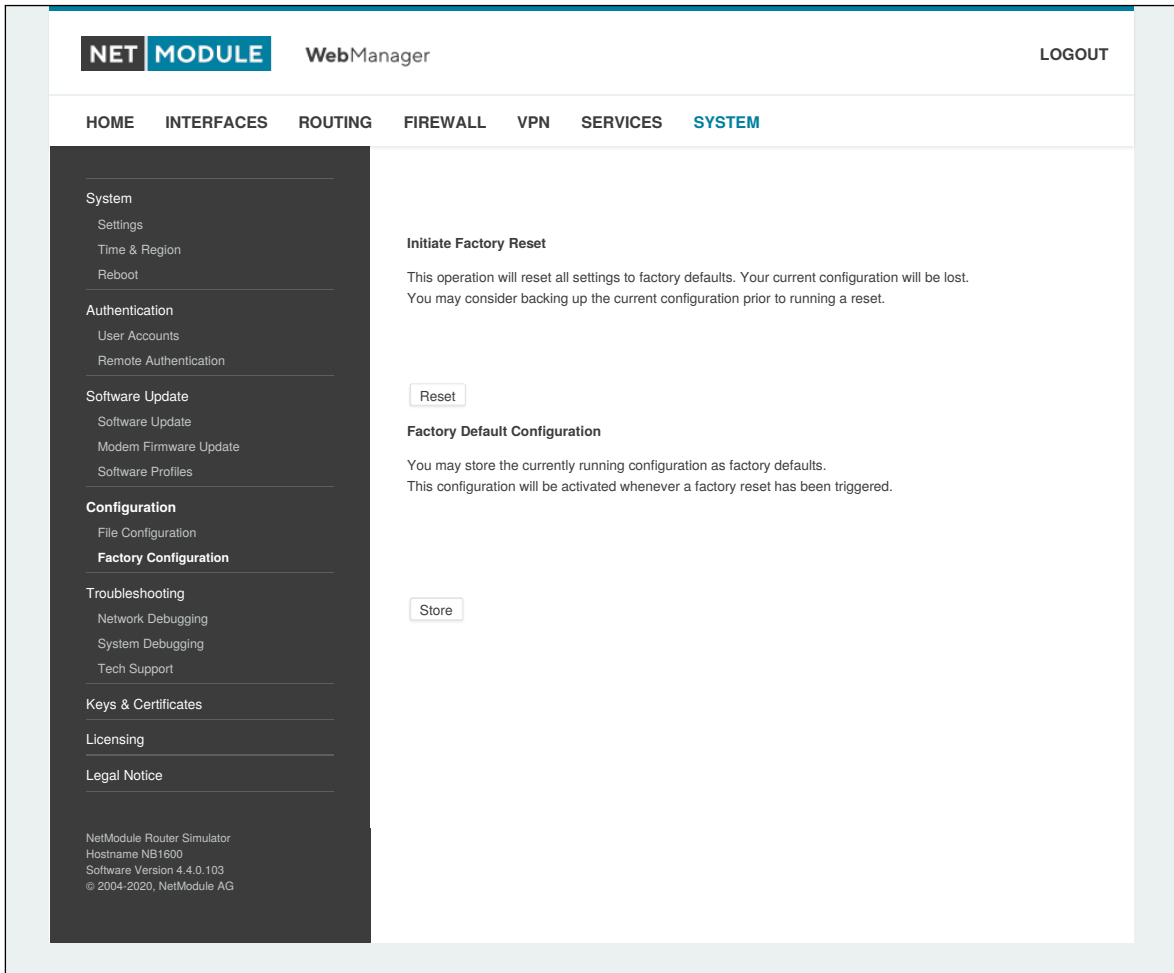 NET MODULE WebManager LOGOUT
HOME INTERFACES ROUTING FIREWALL VPN SERVICES SYSTEM
System
Settings
Time & Region
Reboot
Authentication
User Accounts
Remote Authentication
Software Update
Software Update
Modem Firmware Update
Software Profiles
Configuration
File Configuration
Factory Configuration
Troubleshooting
Network Debugging
System Debugging
Tech Support
Keys & Certificates
Licensing
Legal Notice
NetModule Router Simulator
Hostname NB1600
Software Version 4.4.0.103
© 2004-2020, NetModule AG
Initiate Factory Reset
This operation will reset all settings to factory defaults. Your current configuration will be lost.
You may consider backing up the current configuration prior to running a reset.
Reset
Factory Default Configuration
You may store the currently running configuration as factory defaults.
This configuration will be activated whenever a factory reset has been triggered.
Store